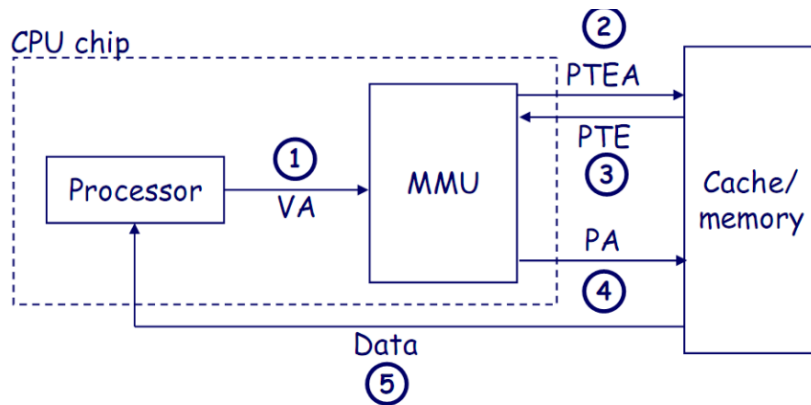 2
CPU chip
PTEA
1
PTE
Processor
MMU
3
Cache/
memory
VA
PA
4
Data
5